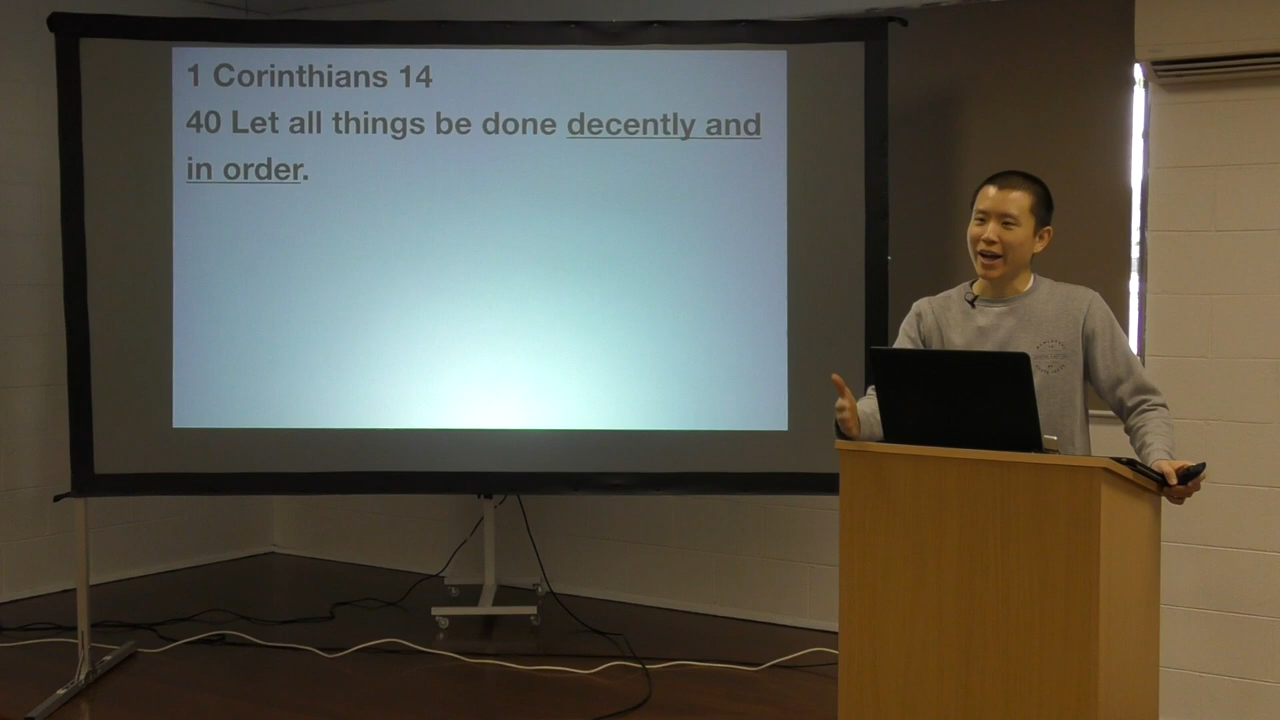 1 Corinthians 14
40 Let all things be done decently and
in order.